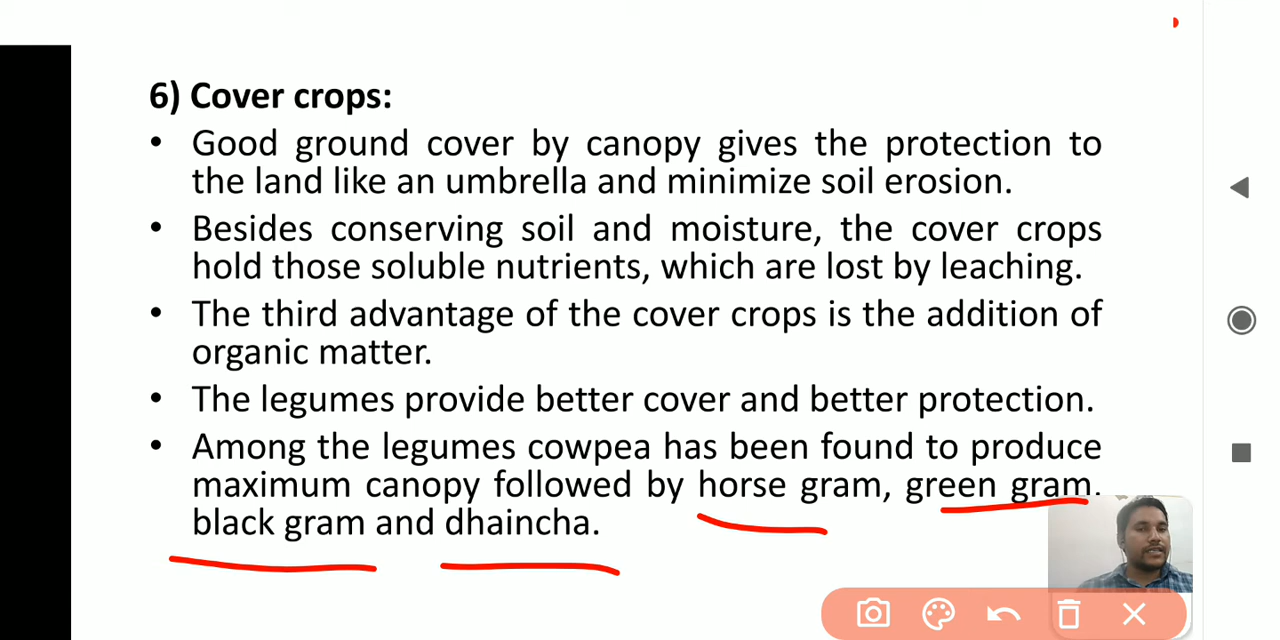 6) Cover crops:
• Good ground cover by canopy gives the protection to
the land like an umbrella and minimize soil erosion.
• Besides conserving soil and moisture, the cover crops
hold those soluble nutrients, which are lost by leaching.
• The third advantage of the cover crops is the addition of
organic matter.
• The legumes provide better cover and better protection.
• Among the legumes cowpea has been found to produce
maximum canopy followed by horse gram, green gram,
black gram and dhaincha.